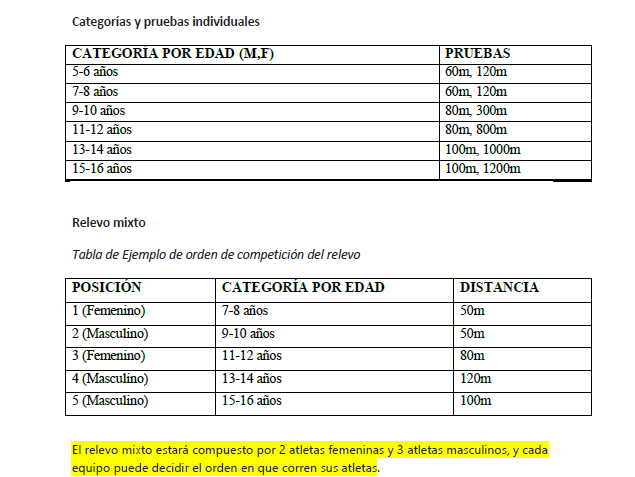 Categorías y pruebas individuales
CATEGORÍA POR EDAD (M,F) PRUEBAS
5-6 años 60m, 120m
7-8 años 60m, 120m
9-10 años 80m, 300m
11-12 años 80m, 800m
13-14 años 100m, 1000m
15-16 años 100m, 1200m
Relevo mixto
Tabla de Ejemplo de orden de competición del relevo
POSICIÓN CATEGORÍA POR EDAD DISTANCIA
1 (Femenino) 7-8 años 50m
2 (Masculino) 9-10 años 50m
3 (Femenino) 11-12 años 80m
4 (Masculino) 13-14 años 120m
5 (Masculino) 15-16 años 100m
El relevo mixto estará compuesto por 2 atletas femeninas y 3 atletas masculinos, y cada
equipo puede decidir el orden en que corren sus atletas.